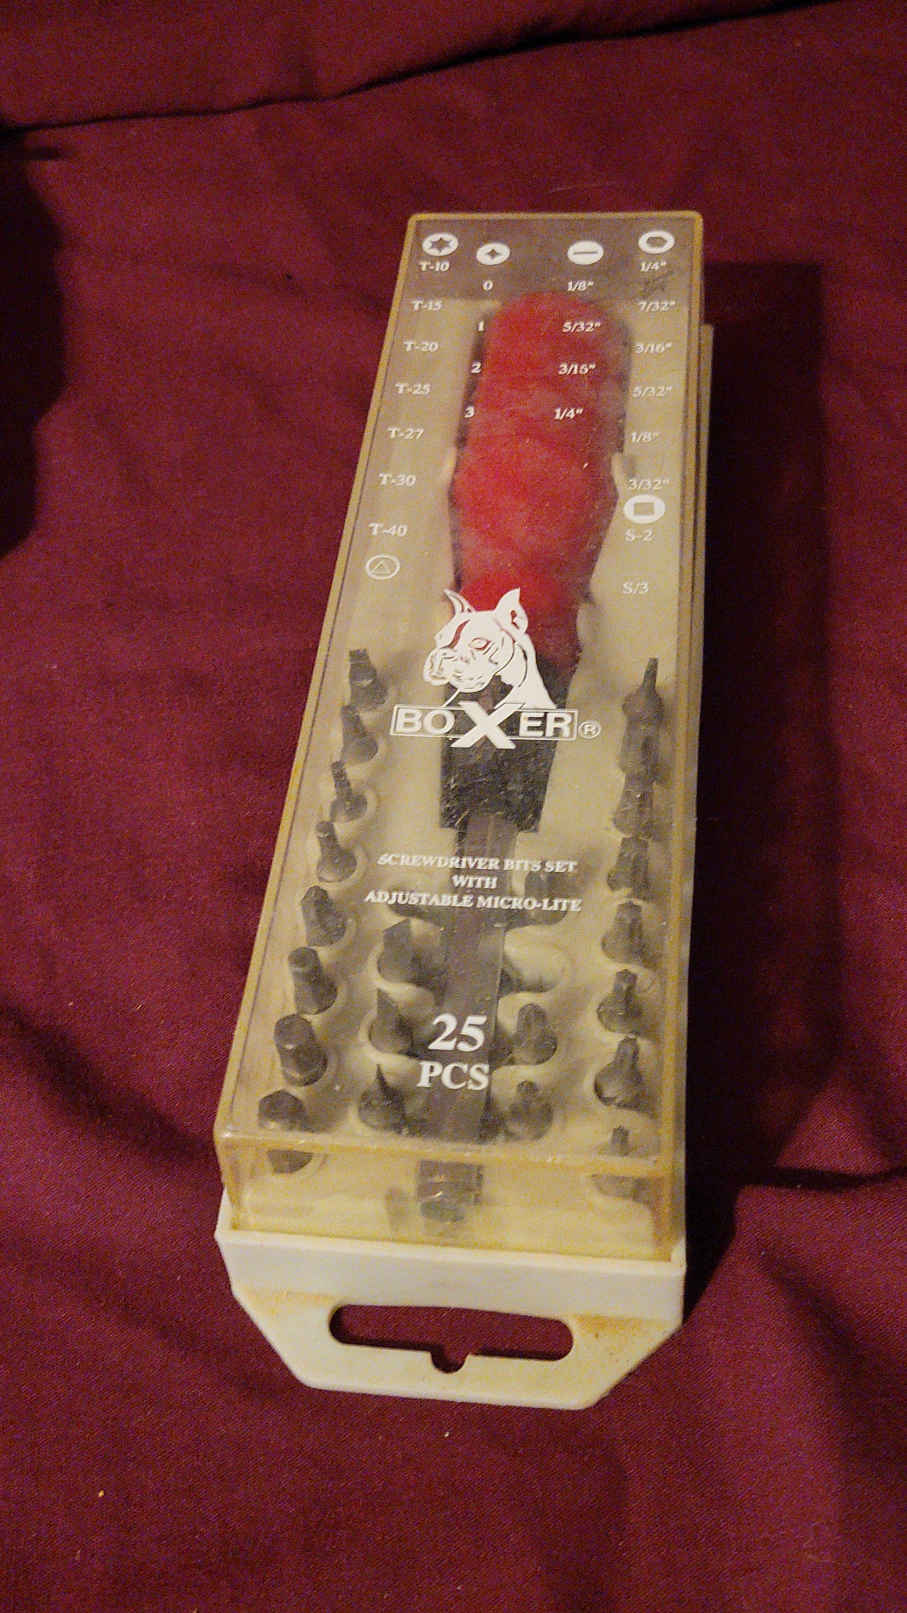 T-10
T-15
T-20
T-25
T-27
T-30
T-40
0
1
2
3
1/8"
5/32"
3/16"
1/4"
1/4"
7/32"
3/16"
5/32"
1/8"
3/32"
S-2
S/3
BOXER®
SCREWDRIVER BITS SET
WITH
ADJUSTABLE MICRO-LITE
25
PCS